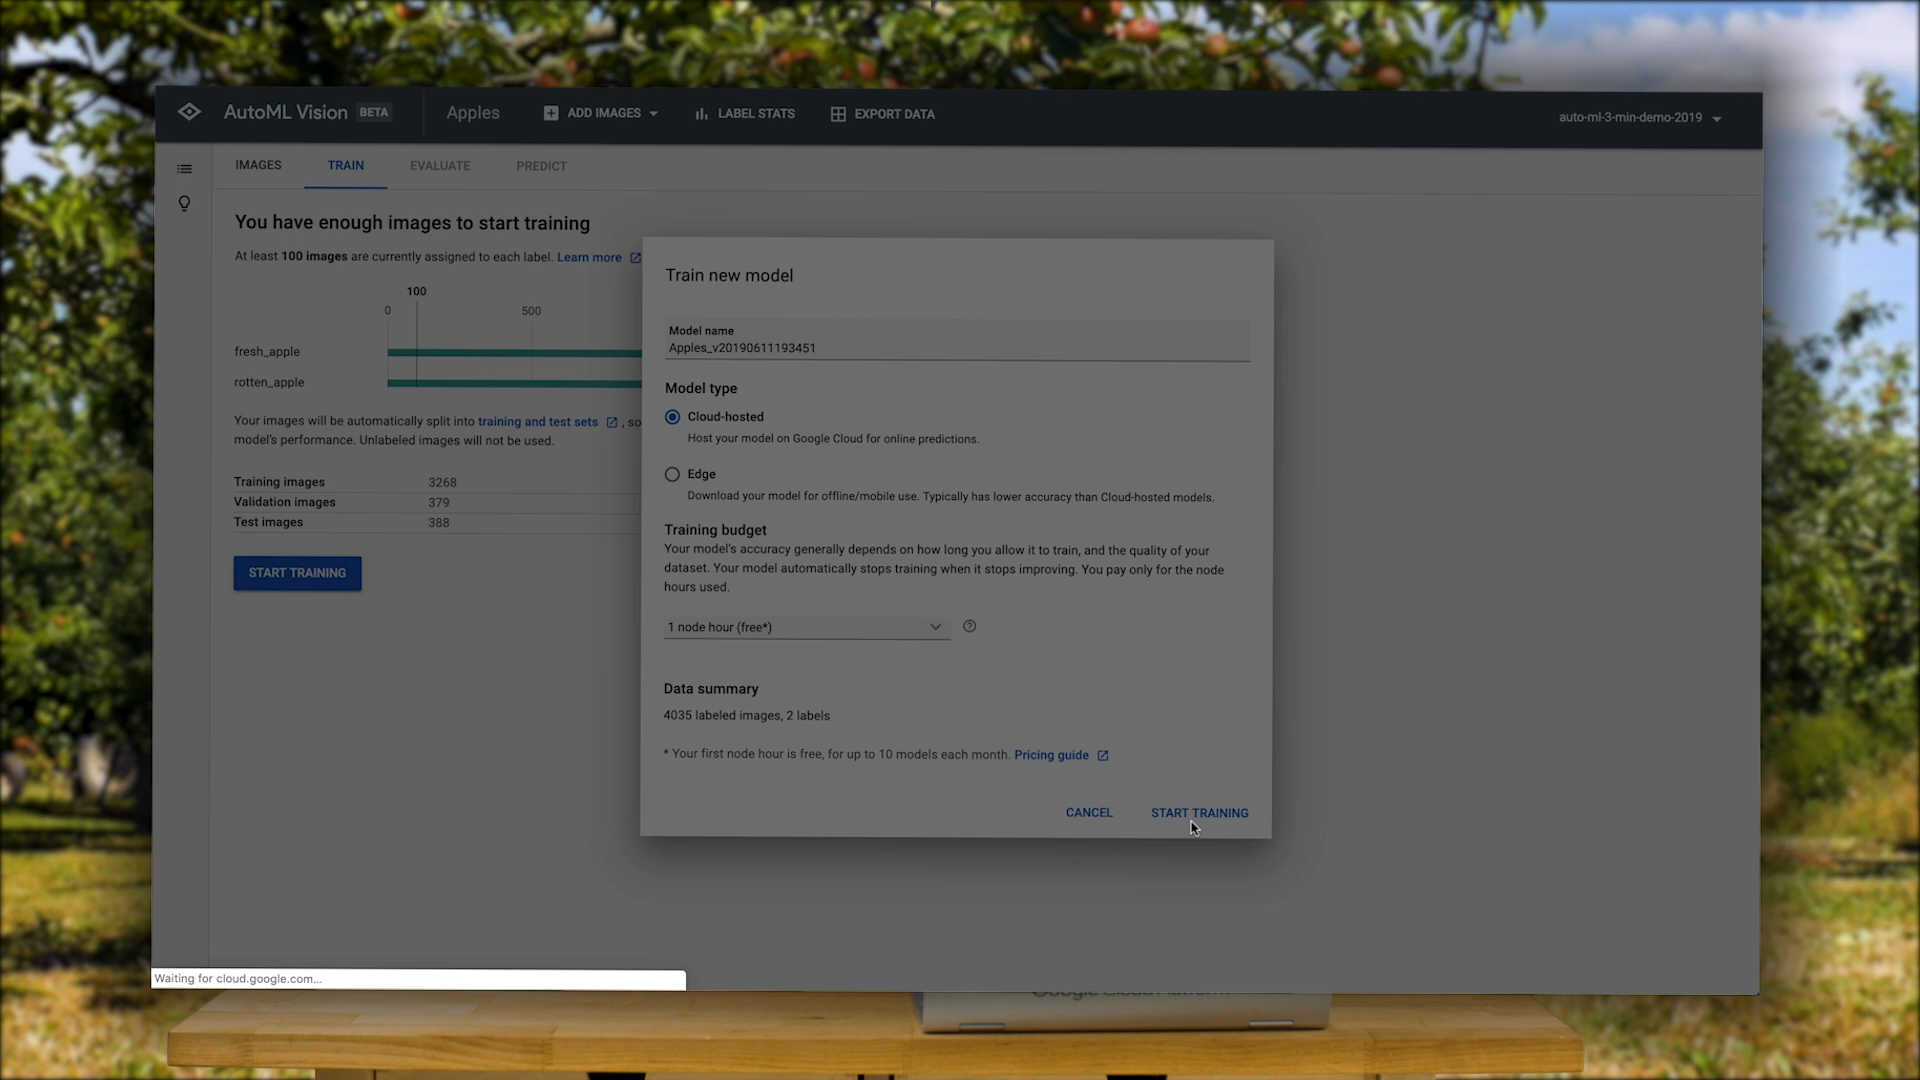 AutoML Vision BETA
Apples
ADD IMAGES
LABEL STATS
EXPORT DATA
auto-ml-3-min-demo-2019
IMAGES
TRAIN
EVALUATE
PREDICT
You have enough images to start training
At least 100 images are currently assigned to each label. Learn more
100
0
500
fresh_apple
rotten_apple
Your images will be automatically split into training and test sets , so
model's performance. Unlabeled images will not be used.
Training images 3268
Validation images 379
Test images 388
START TRAINING
Train new model
Model name
Apples_v20190611193451
Model type
Cloud-hosted
Host your model on Google Cloud for online predictions.
Edge
Download your model for offline/mobile use. Typically has lower accuracy than Cloud-hosted models.
Training budget
Your model's accuracy generally depends on how long you allow it to train, and the quality of your
dataset. Your model automatically stops training when it stops improving. You pay only for the node
hours used.
1 node hour (free*)
Data summary
4035 labeled images, 2 labels
* Your first node hour is free, for up to 10 models each month. Pricing guide
CANCEL
START TRAINING
Waiting for cloud.google.com...
Google Cloud Platform